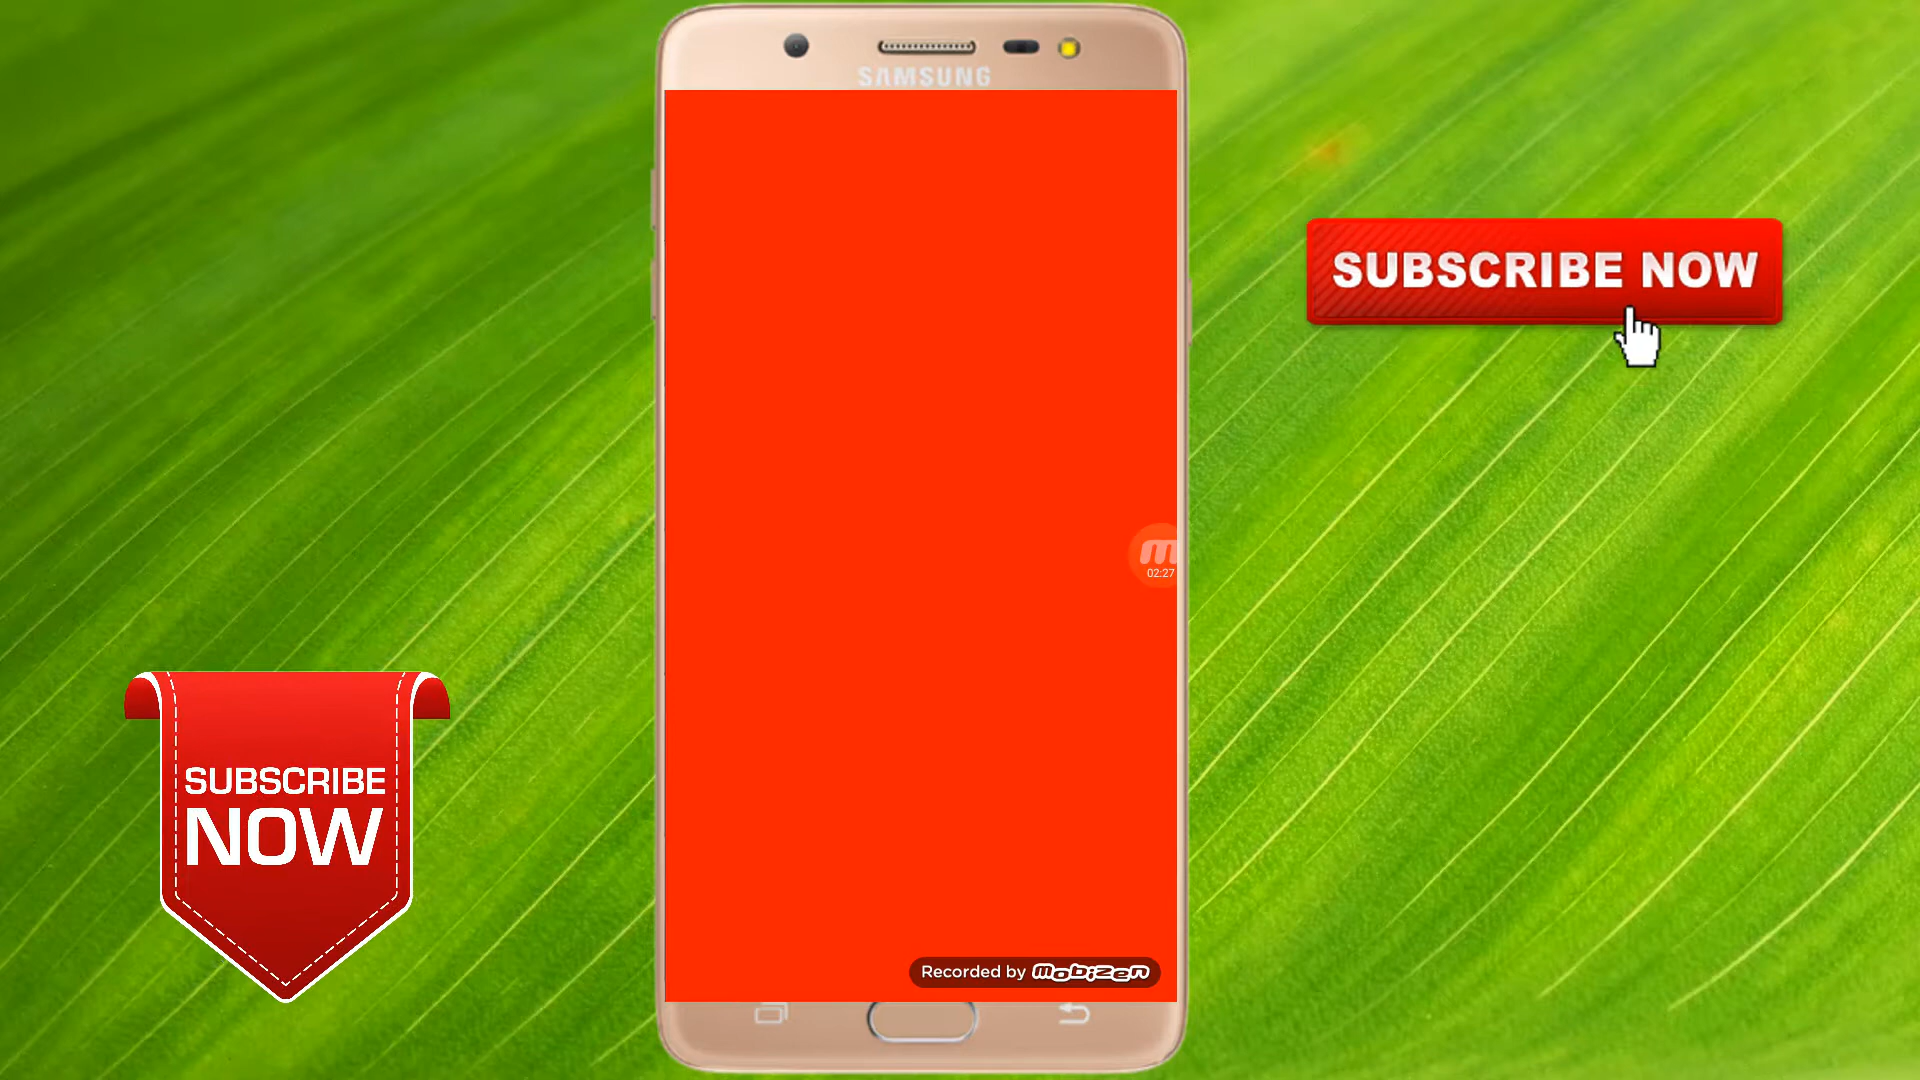 SAMSUNG
SUBSCRIBE NOW
02:27
SUBSCRIBE
NOW
Recorded by mobizen